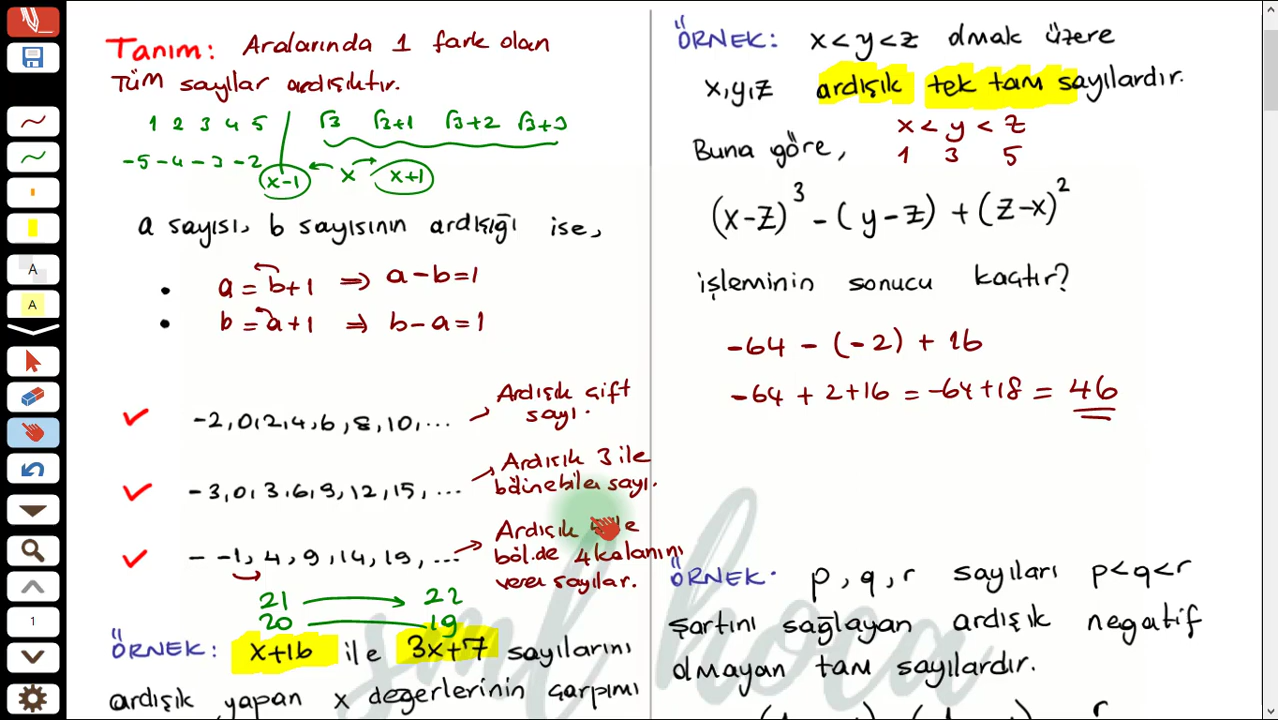 Tanım: Aralarında 1 fark olan
Tüm sayılar ardışıktır.
1 2 3 4 5 √3 √3+1 √3+2 √3+3
-5 -4 -3 -2
x-1 x x+1
a sayısı, b sayısının ardışığı ise,
• a = b+1 ⇒ a-b=1
• b = a+1 ⇒ b-a=1
✓ -2, 0, 2, 4, 6, 8, 10, ... → Ardışık çift
sayı.
✓ -3, 0, 3, 6, 9, 12, 15, ... → Ardışık 3 ile
bölünebilen sayı.
✓ - -1, 4, 9, 14, 19, ... → Ardışık
böl.de 4 kalanını
veren sayılar.
21 → 22
20 19
ÖRNEK: x+16 ile 3x+7 sayılarını
ardışık yapan x değerlerinin çarpımı
ÖRNEK: x<y<z olmak üzere
x,y,z ardışık tek tam sayılardır.
x < y < z
Buna göre, 1 3 5
(x-z)³ - (y-z) + (z-x)²
işleminin sonucu kaçtır?
-64 - (-2) + 16
-64 + 2+16 = -64+18 = 46
ÖRNEK: p, q, r sayıları p<q<r
şartını sağlayan ardışık negatif
olmayan tam sayılardır.
sml hoca
A
A
1